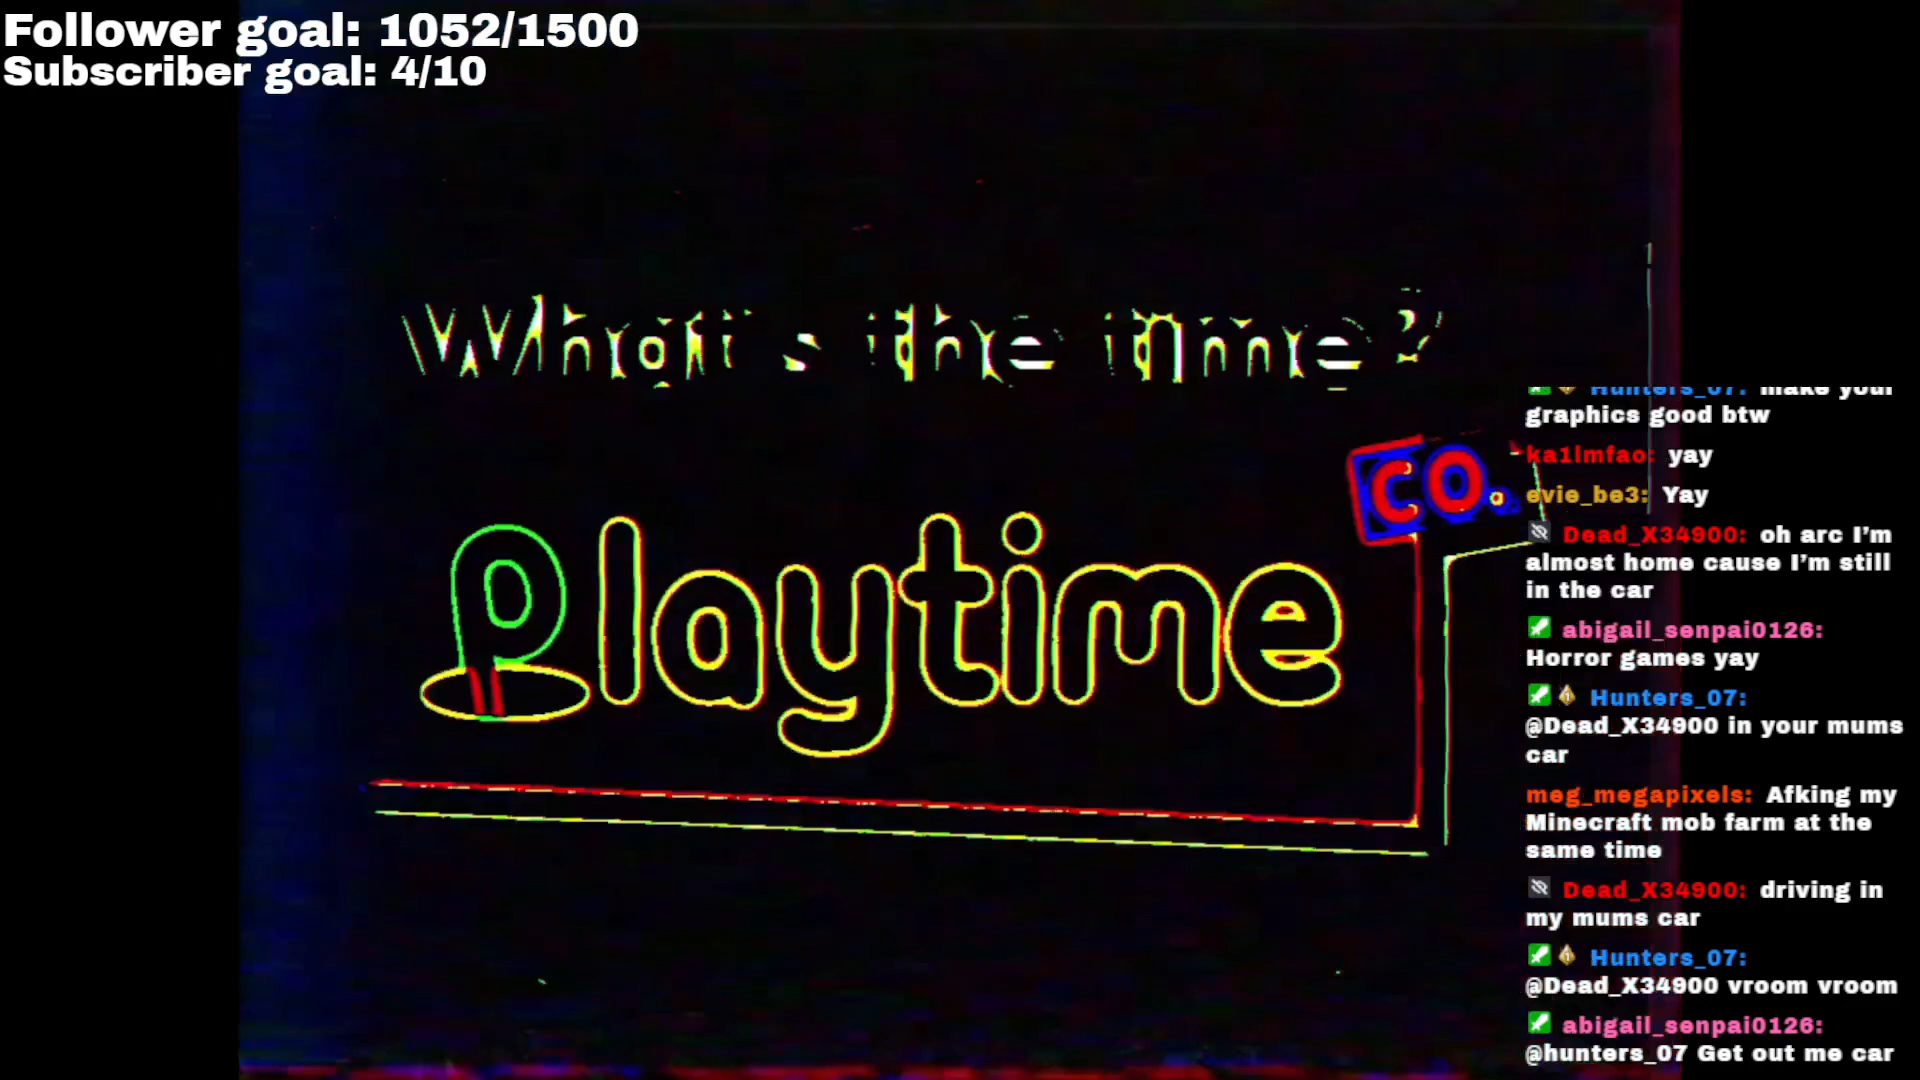 Follower goal: 1052/1500
Subscriber goal: 4/10
What's the time?
Playtime
CO.
Hunters_07: make your
graphics good btw
ka1lmfao: yay
evie_be3: Yay
Dead_X34900: oh arc I'm
almost home cause I'm still
in the car
abigail_senpai0126:
Horror games yay
Hunters_07:
@Dead_X34900 in your mums
car
meg_megapixels: Afking my
Minecraft mob farm at the
same time
Dead_X34900: driving in
my mums car
Hunters_07:
@Dead_X34900 vroom vroom
abigail_senpai0126:
@hunters_07 Get out me car